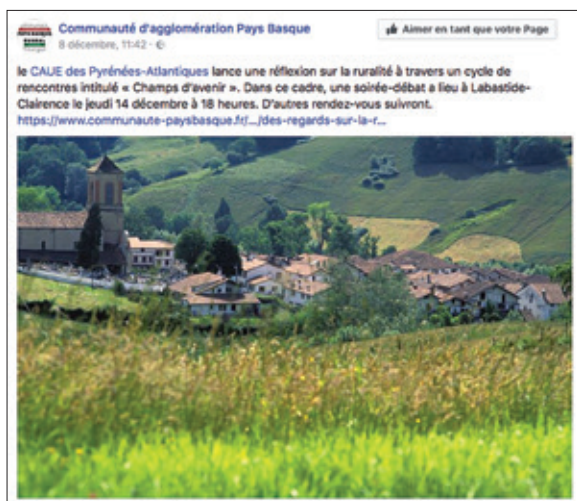 Communauté d'agglomération Pays Basque
8 décembre, 11:42 ·
Aimer en tant que votre Page
le CAUE des Pyrénées-Atlantiques lance une réflexion sur la ruralité à travers un cycle de
rencontres intitulé « Champs d'avenir ». Dans ce cadre, une soirée-débat a lieu à Labastide-
Clairence le jeudi 14 décembre à 18 heures. D'autres rendez-vous suivront.
https://www.communaute-paysbasque.fr/.../des-regards-sur-la-r...